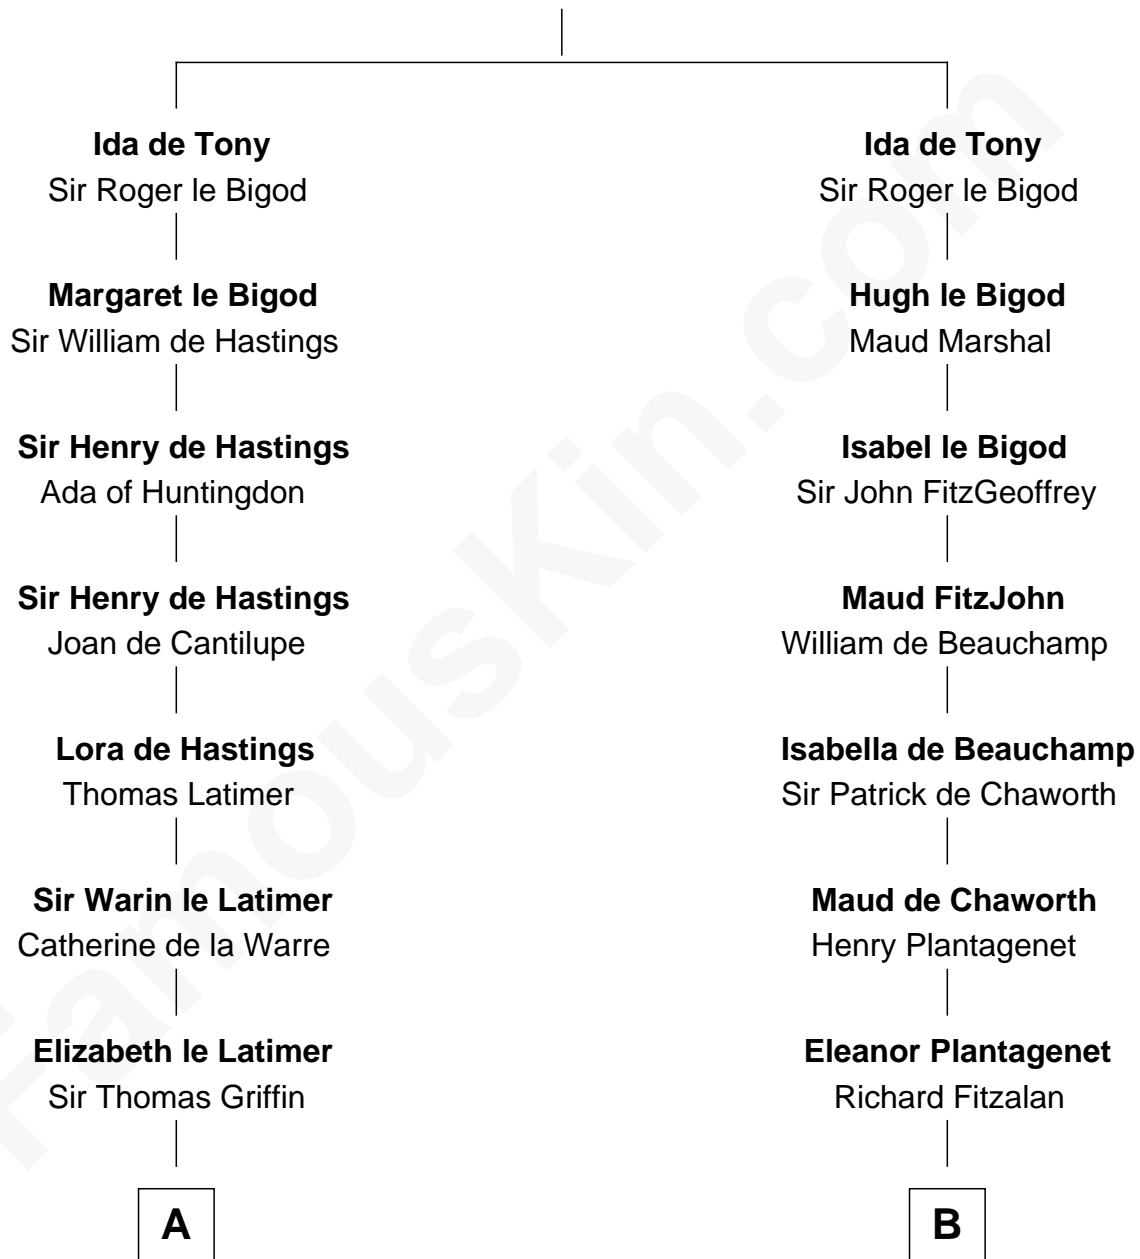 Ida de Tony
Sir Roger le Bigod
Margaret le Bigod
Sir William de Hastings
Sir Henry de Hastings
Ada of Huntingdon
Sir Henry de Hastings
Joan de Cantilupe
Lora de Hastings
Thomas Latimer
Sir Warin le Latimer
Catherine de la Warre
Elizabeth le Latimer
Sir Thomas Griffin
A
Ida de Tony
Sir Roger le Bigod
Hugh le Bigod
Maud Marshal
Isabel le Bigod
Sir John FitzGeoffrey
Maud FitzJohn
William de Beauchamp
Isabella de Beauchamp
Sir Patrick de Chaworth
Maud de Chaworth
Henry Plantagenet
Eleanor Plantagenet
Richard Fitzalan
B
FamousKin.com